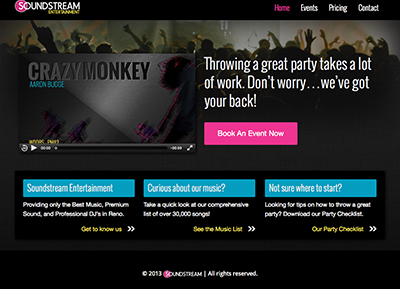 SOUNDSTREAM
ENTERTAINMENT
Home Events Pricing Contact
CRAZYMONKEY
AARON BUGGE
Throwing a great party takes a lot
of work. Don't worry...we've got
your back!
Book An Event Now
00:00
Soundstream Entertainment
Providing only the Best Music, Premium
Sound, and Professional DJ's in Reno.
Get to know us »
Curious about our music?
Take a quick look at our comprehensive
list of over 30,000 songs!
See the Music List »
Not sure where to start?
Looking for tips on how to throw a great
party? Download our Party Checklist.
Our Party Checklist »
© 2013 SOUNDSTREAM | All rights reserved.